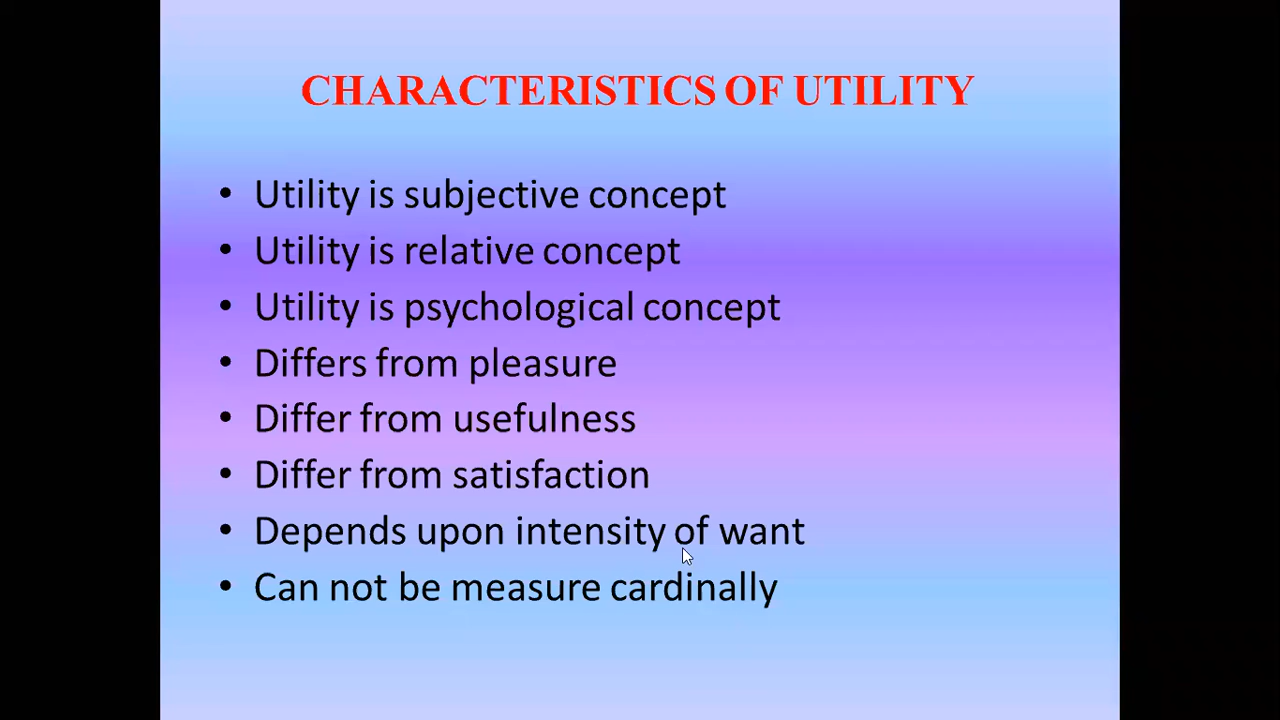 CHARACTERISTICS OF UTILITY
• Utility is subjective concept
• Utility is relative concept
• Utility is psychological concept
• Differs from pleasure
• Differ from usefulness
• Differ from satisfaction
• Depends upon intensity of want
• Can not be measure cardinally